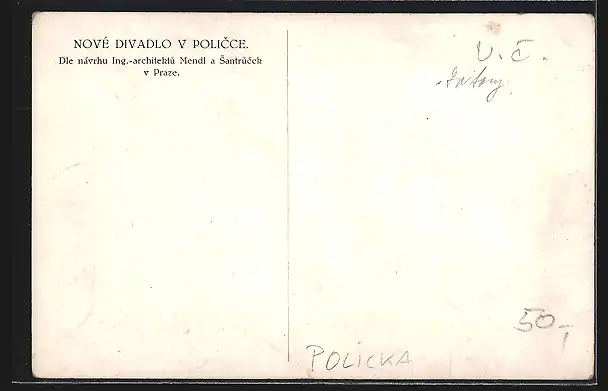 NOVÉ DIVADLO V POLIČCE.
Dle návrhu Ing.-architektů Mendl a Šantrůček
v Praze.
V. Č.
50,-
POLICKA